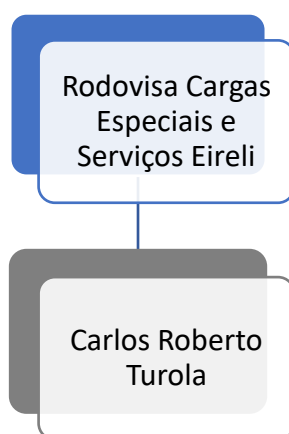 Rodovisa Cargas
Especiais e
Serviços Eireli
Carlos Roberto
Turola